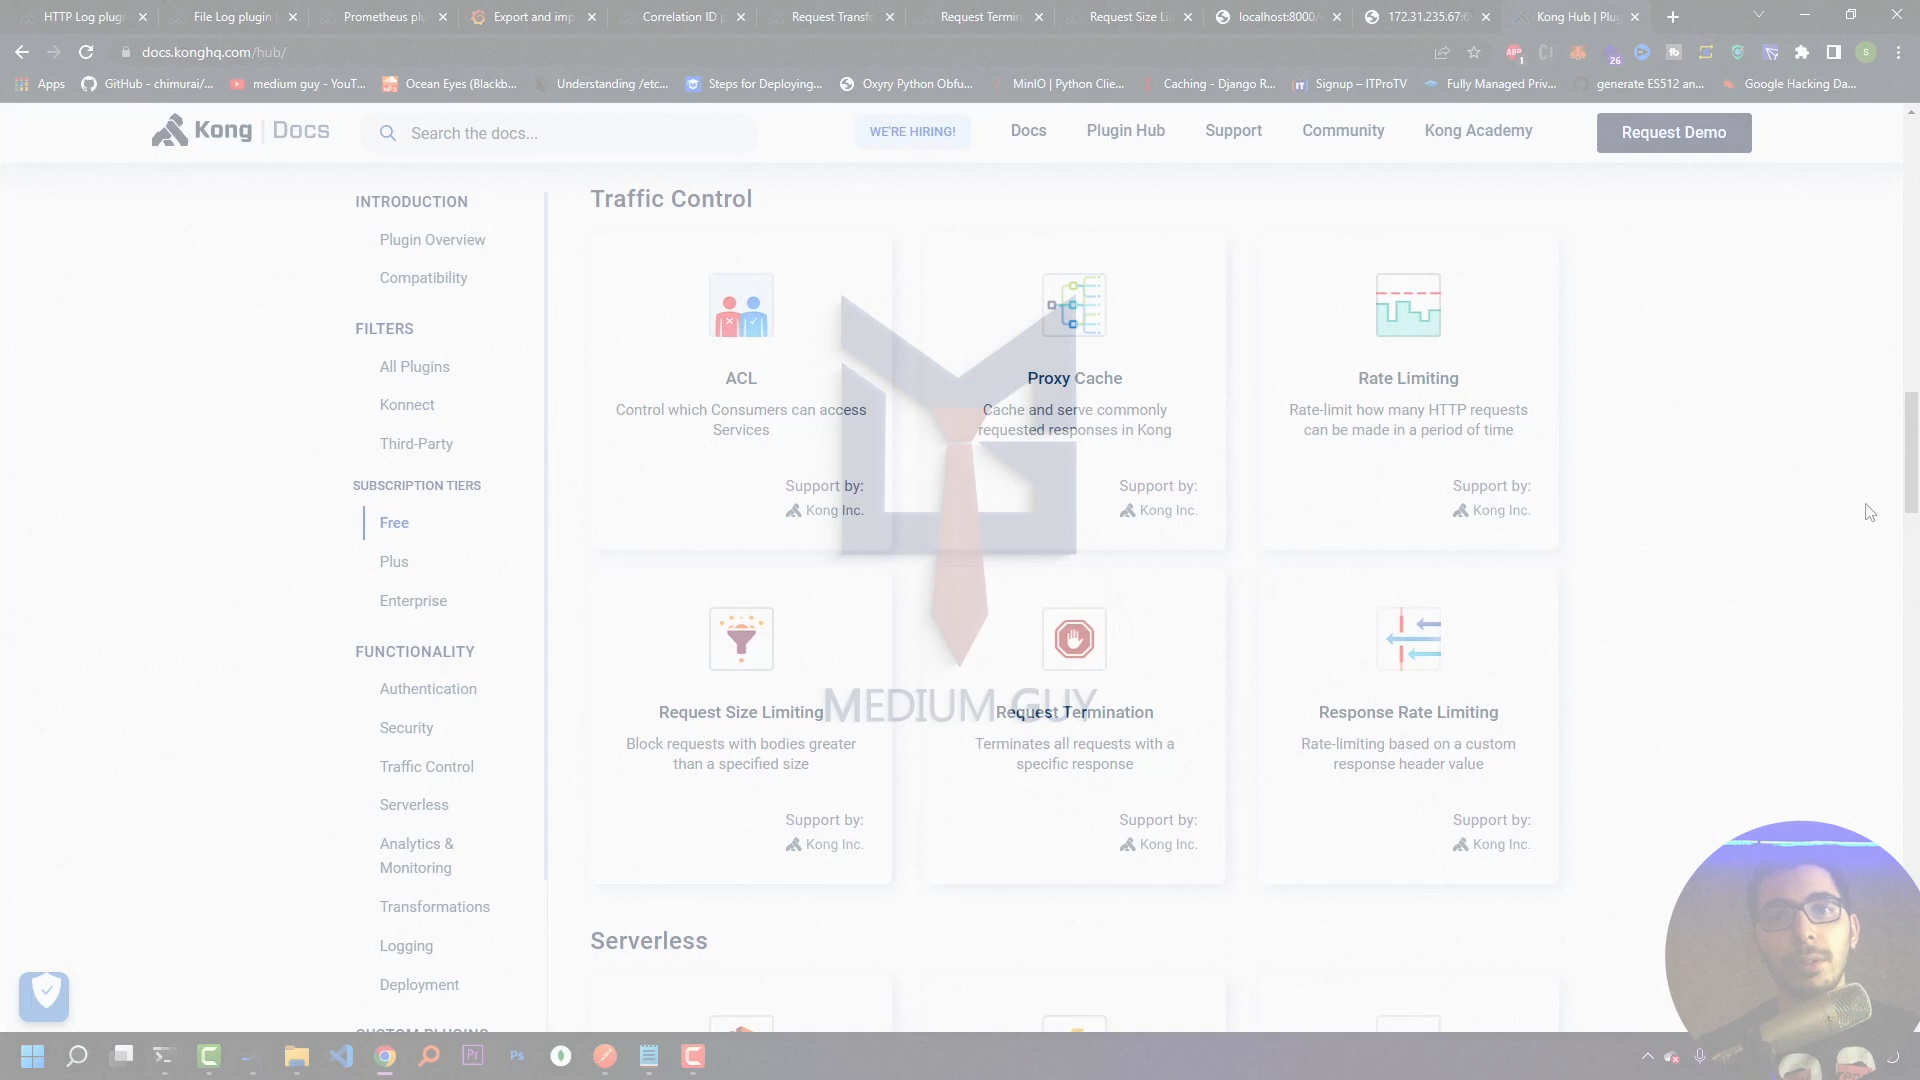 HTTP Log plugi
File Log plugin
Prometheus plu
Export and imp
Correlation ID p
Request Transfo
Request Termin
Request Size Li
localhost:8000/
172.31.235.67:6
Kong Hub | Plug
docs.konghq.com/hub/
ABP
1
26
S
Apps
GitHub - chimurai/...
medium guy - YouT...
Ocean Eyes (Blackb...
Understanding /etc...
Steps for Deploying...
Oxyry Python Obfu...
MinIO | Python Clie...
Caching - Django R...
Signup – ITProTV
Fully Managed Priv...
generate ES512 an...
Google Hacking Da...
Kong | Docs
Search the docs...
WE'RE HIRING!
Docs
Plugin Hub
Support
Community
Kong Academy
Request Demo
INTRODUCTION
Plugin Overview
Compatibility
FILTERS
All Plugins
Konnect
Third-Party
SUBSCRIPTION TIERS
Free
Plus
Enterprise
FUNCTIONALITY
Authentication
Security
Traffic Control
Serverless
Analytics &
Monitoring
Transformations
Logging
Deployment
CUSTOM PLUGINS
Traffic Control
ACL
Control which Consumers can access
Services
Support by:
Kong Inc.
Proxy Cache
Cache and serve commonly
requested responses in Kong
Support by:
Kong Inc.
Rate Limiting
Rate-limit how many HTTP requests
can be made in a period of time
Support by:
Kong Inc.
Request Size Limiting
Block requests with bodies greater
than a specified size
Support by:
Kong Inc.
MEDIUM GUY
Request Termination
Terminates all requests with a
specific response
Support by:
Kong Inc.
Response Rate Limiting
Rate-limiting based on a custom
response header value
Support by:
Kong Inc.
Serverless
Pr
Ps